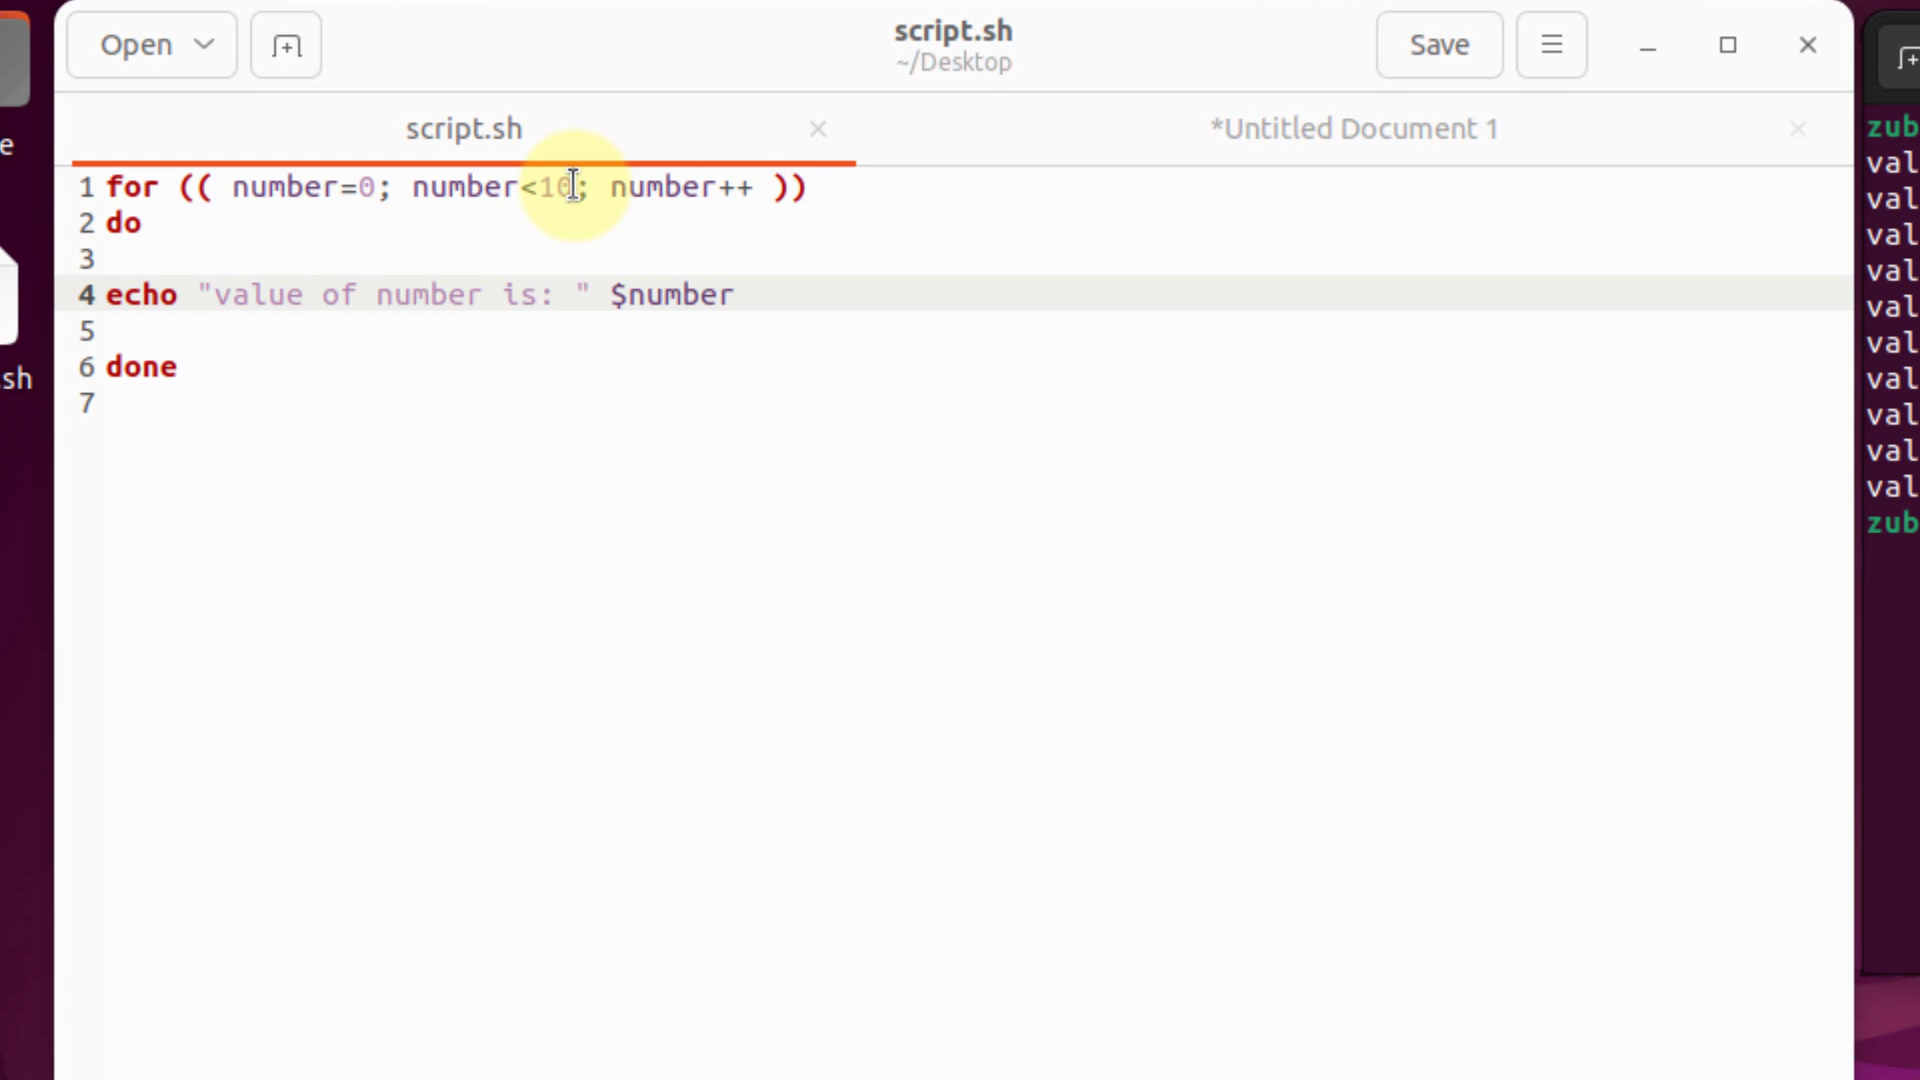 Open
script.sh
~/Desktop
Save
script.sh
*Untitled Document 1
1 for (( number=0; number<10; number++ ))
2 do
3
4 echo "value of number is: " $number
5
6 done
7
e
.sh
zub
val
val
val
val
val
val
val
val
val
val
zub